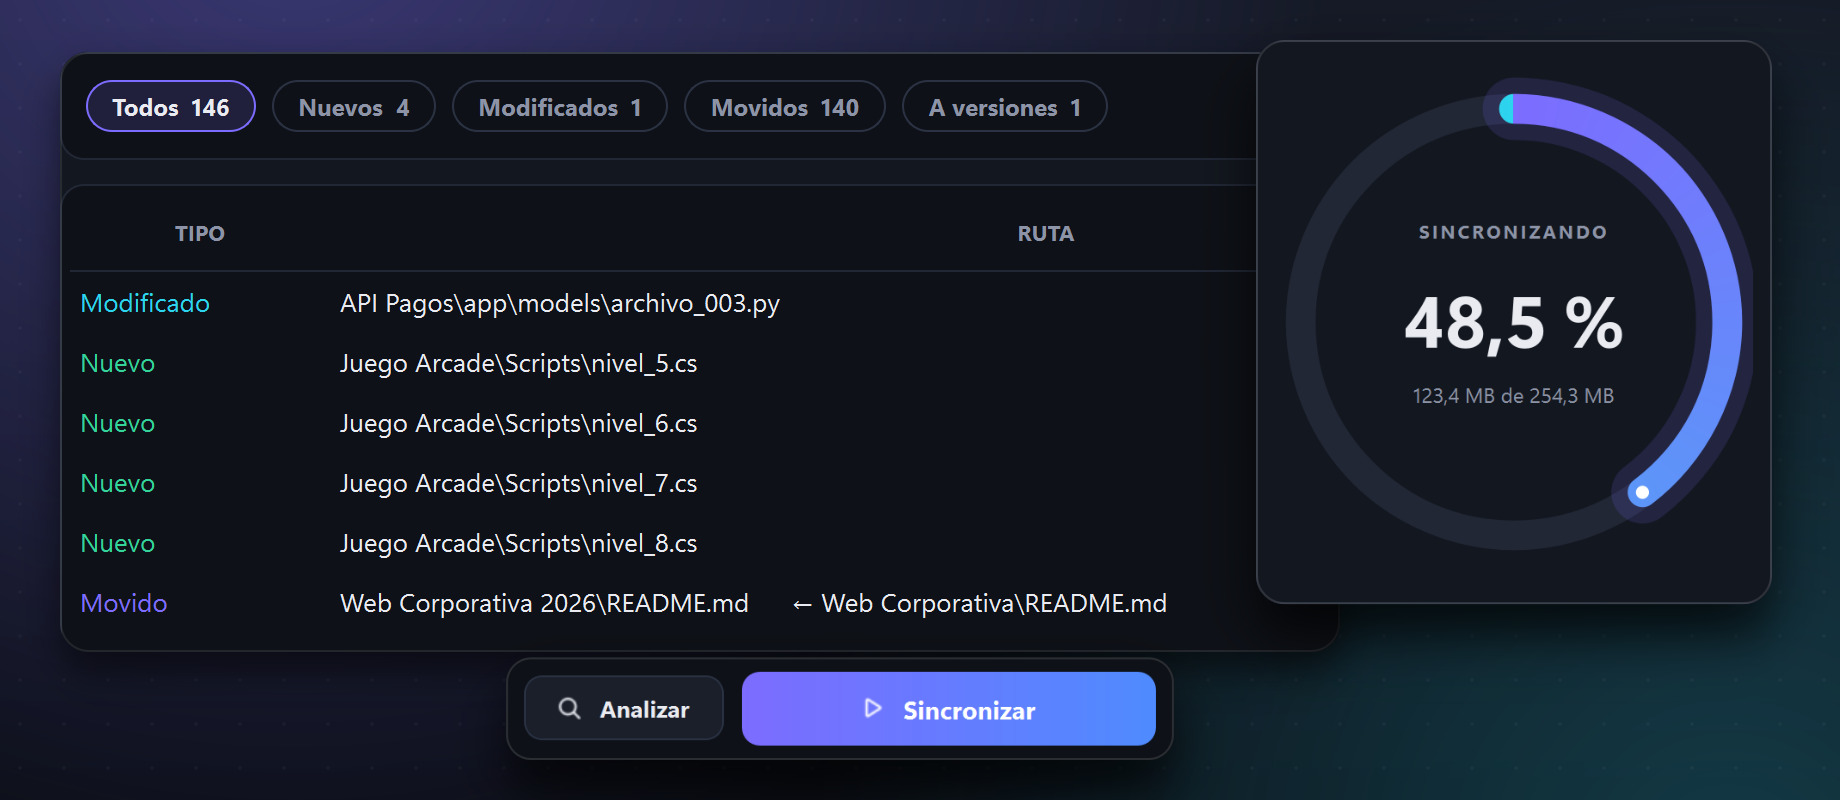 Todos 146 Nuevos 4 Modificados 1 Movidos 140 A versiones 1
TIPO RUTA
Modificado API Pagos\app\models\archivo_003.py
Nuevo Juego Arcade\Scripts\nivel_5.cs
Nuevo Juego Arcade\Scripts\nivel_6.cs
Nuevo Juego Arcade\Scripts\nivel_7.cs
Nuevo Juego Arcade\Scripts\nivel_8.cs
Movido Web Corporativa 2026\README.md ← Web Corporativa\README.md
SINCRONIZANDO
48,5 %
123,4 MB de 254,3 MB
Analizar Sincronizar